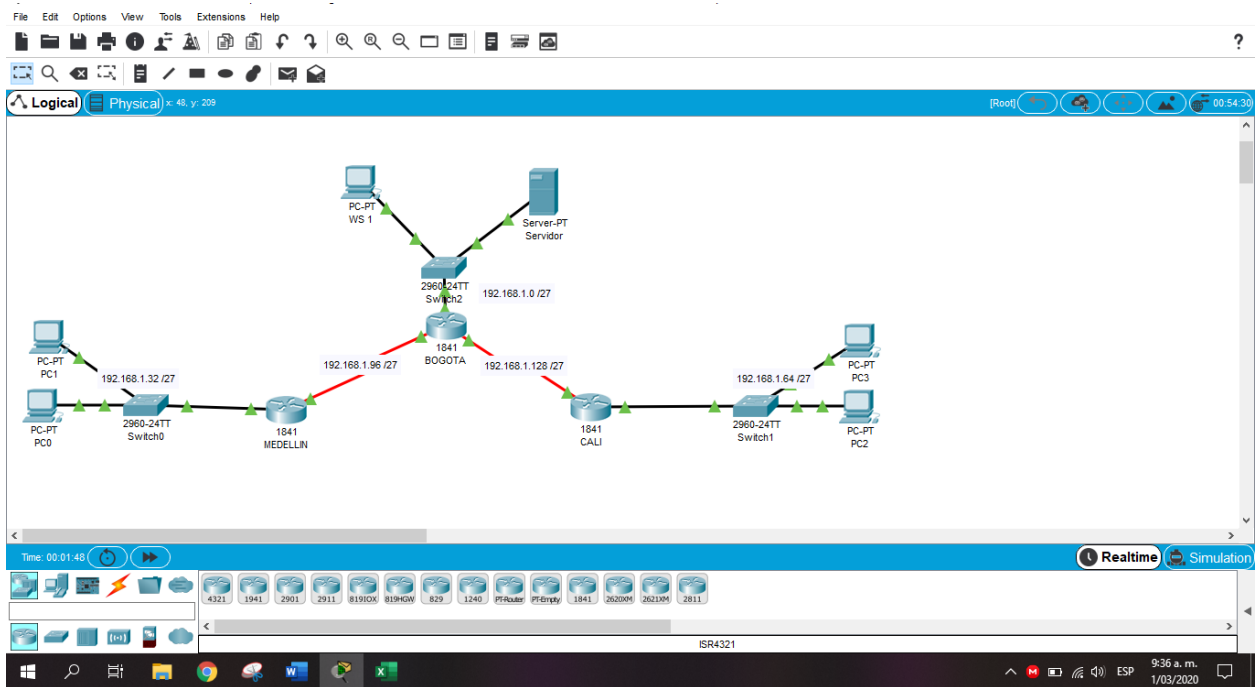 File Edit Options View Tools Extensions Help
?
Logical Physical x: 48, y: 209 [Root] 00:54:30
PC-PT
WS 1
Server-PT
Servidor
2960-24TT
Switch2
192.168.1.0 /27
1841
BOGOTA
192.168.1.96 /27
192.168.1.128 /27
PC-PT
PC1
192.168.1.32 /27
PC-PT
PC0
2960-24TT
Switch0
1841
MEDELLIN
1841
CALI
192.168.1.64 /27
PC-PT
PC3
2960-24TT
Switch1
PC-PT
PC2
Time: 00:01:48 Realtime Simulation
4321 1941 2901 2911 819IOX 819HGW 829 1240 PT-Router PT-Empty 1841 2620XM 2621XM 2811
ISR4321
ESP 9:36 a. m.
1/03/2020